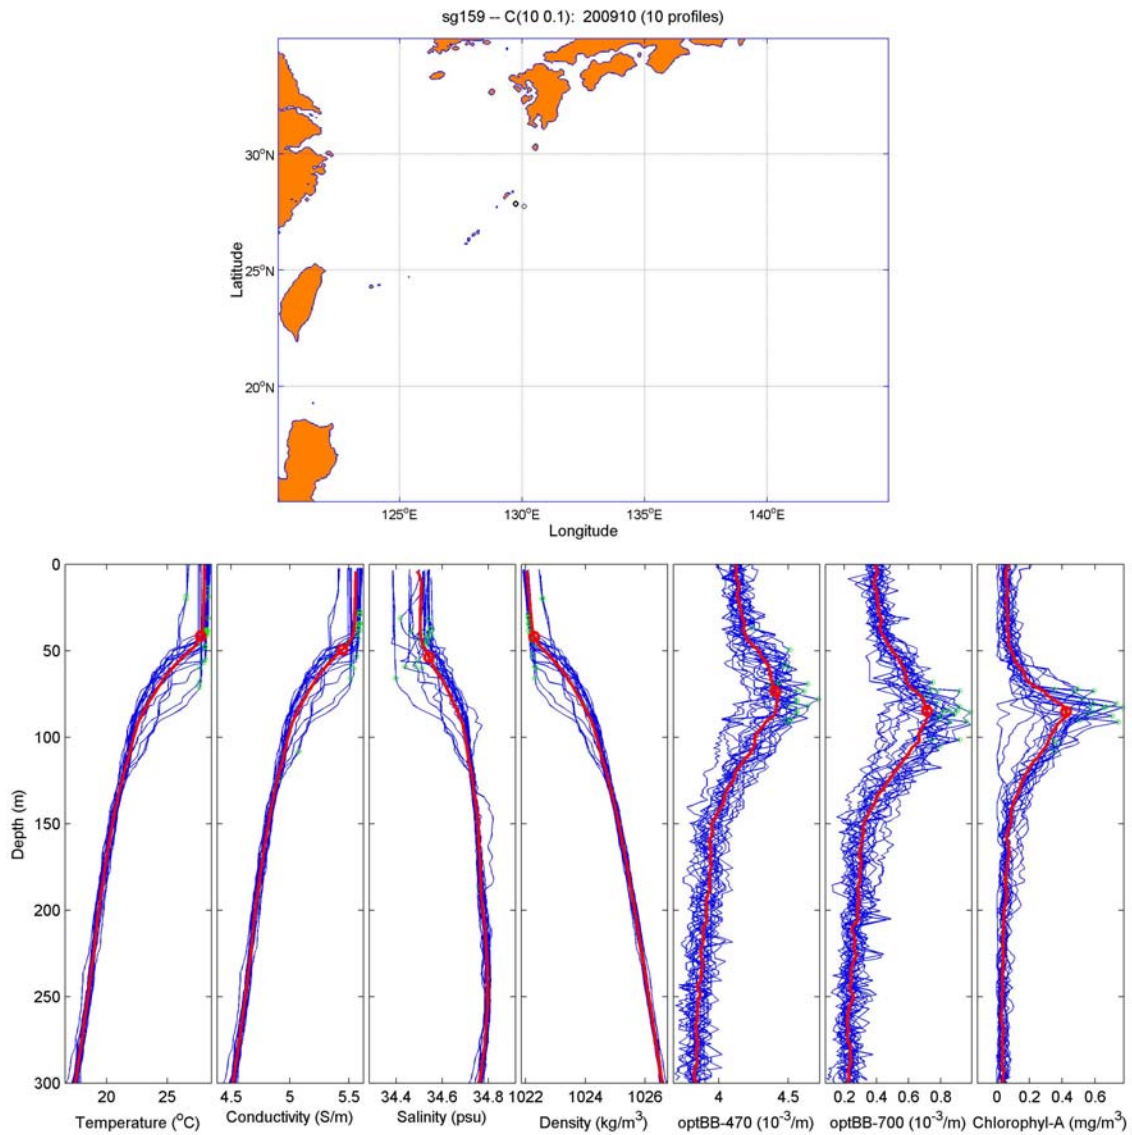 sg159 -- C(10 0.1):  200910 (10 profiles)
30°N
25°N
20°N
Latitude
125°E 130°E 135°E 140°E
Longitude
0
50
100
150
200
250
300
Depth (m)
20 25 4.5 5 5.5 34.4 34.6 34.8 1022 1024 1026 4 4.5 0.2 0.4 0.6 0.8 0 0.2 0.4 0.6
Temperature (°C) Conductivity (S/m) Salinity (psu) Density (kg/m³) optBB-470 (10⁻³/m) optBB-700 (10⁻³/m) Chlorophyl-A (mg/m³)